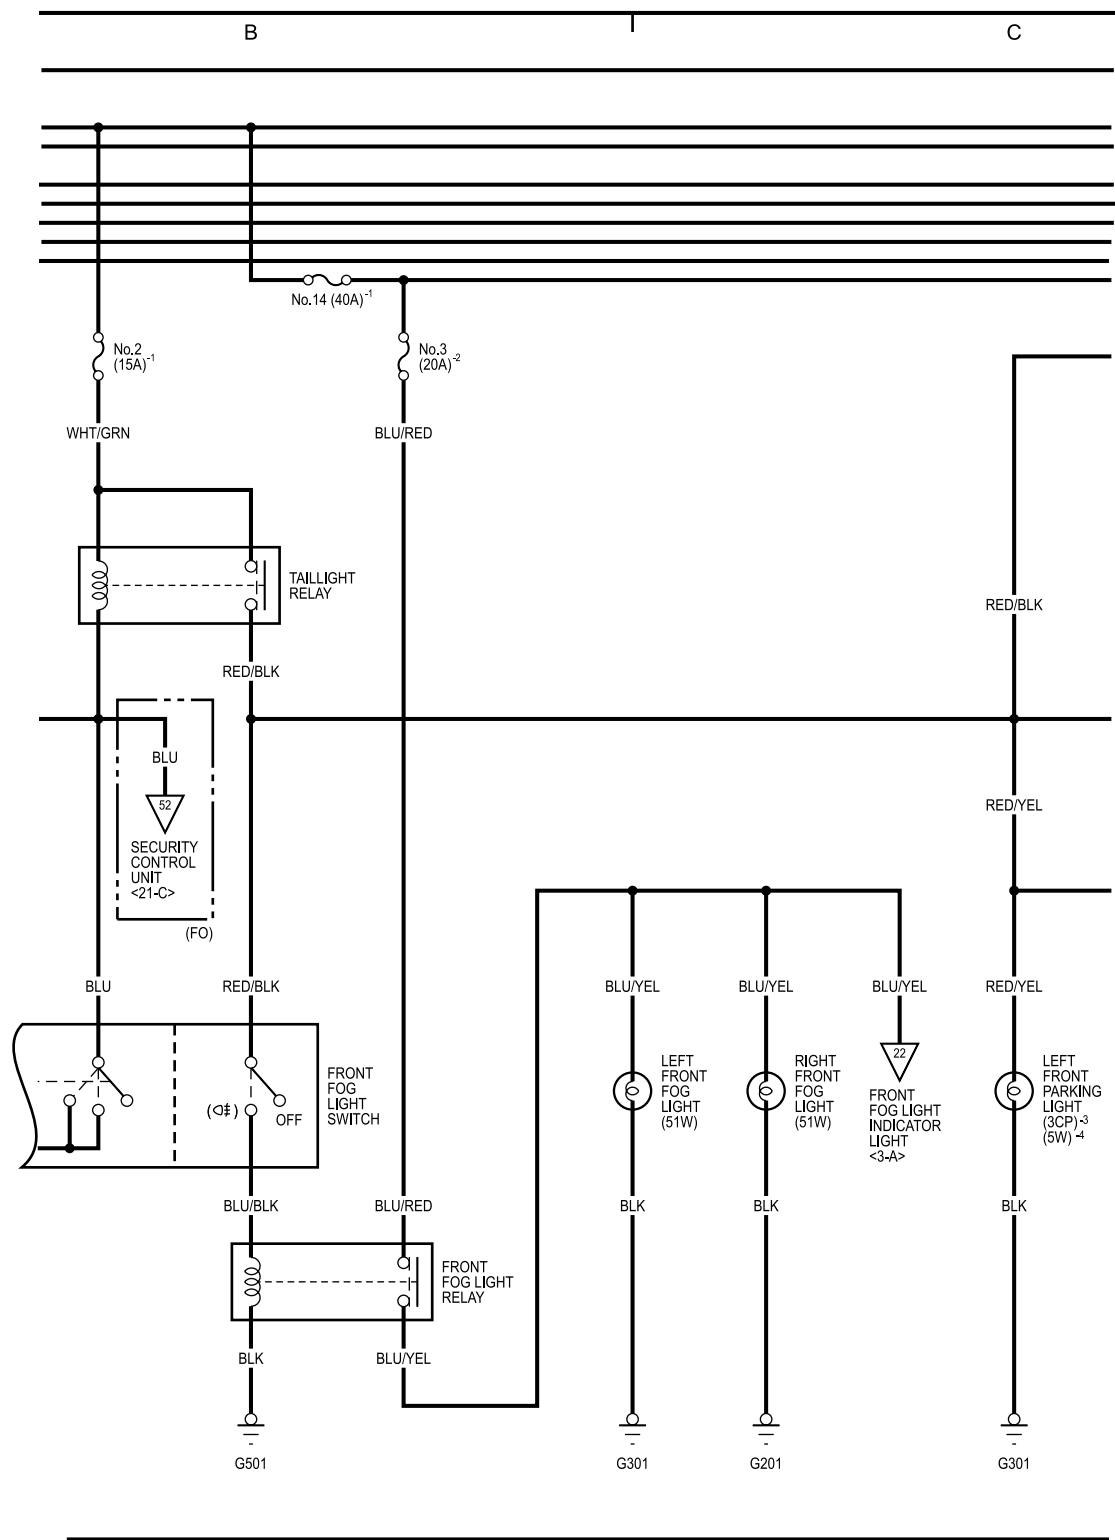 B
C
No.14 (40A)-1
No.2
(15A)-1
No.3
(20A)-2
WHT/GRN
BLU/RED
TAILLIGHT
RELAY
RED/BLK
RED/BLK
BLU
52
SECURITY
CONTROL
UNIT
<21-C>
(FO)
RED/YEL
BLU
RED/BLK
BLU/YEL
BLU/YEL
BLU/YEL
RED/YEL
FRONT
FOG
LIGHT
SWITCH
OFF
LEFT
FRONT
FOG
LIGHT
(51W)
RIGHT
FRONT
FOG
LIGHT
(51W)
22
FRONT
FOG LIGHT
INDICATOR
LIGHT
<3-A>
LEFT
FRONT
PARKING
LIGHT
(3CP)-3
(5W)-4
BLU/BLK
BLU/RED
BLK
BLK
BLK
FRONT
FOG LIGHT
RELAY
BLK
BLU/YEL
G501
G301
G201
G301